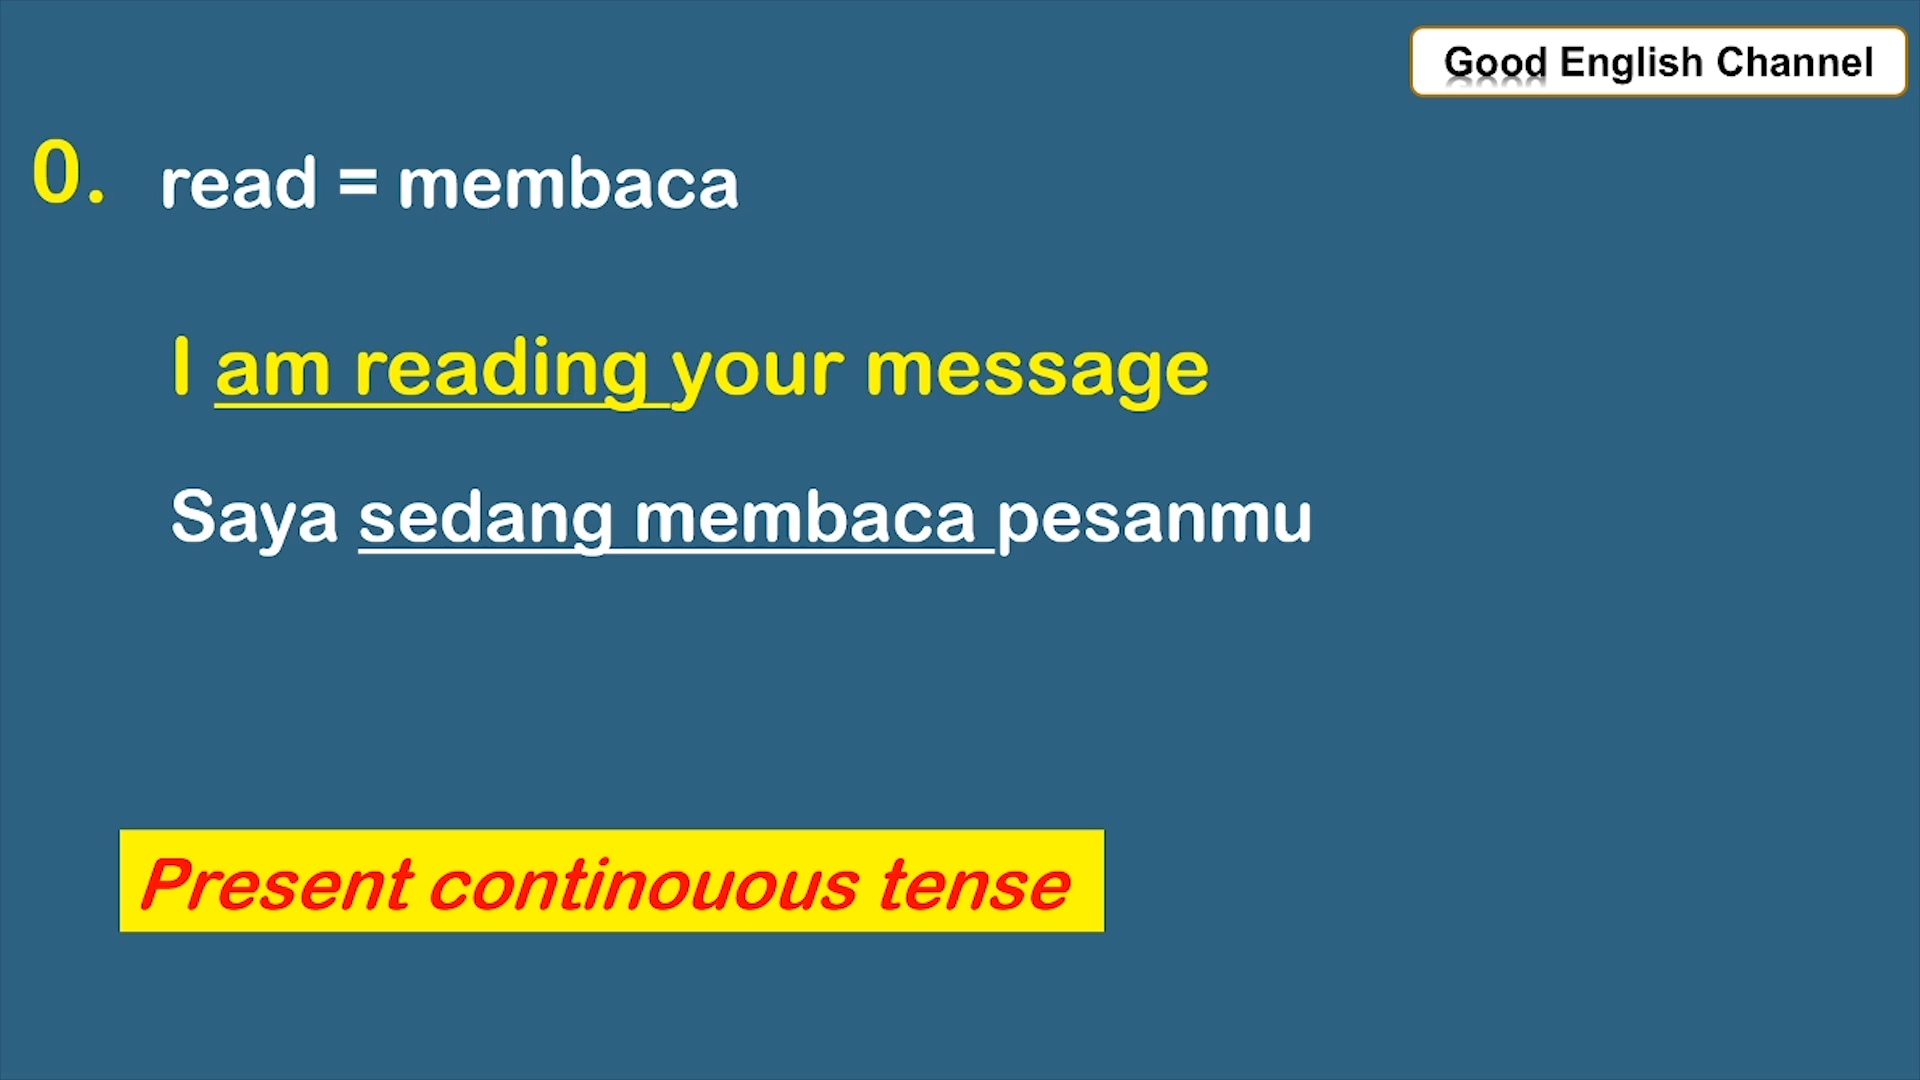 Good English Channel
0. read = membaca
I am reading your message
Saya sedang membaca pesanmu
Present continouous tense